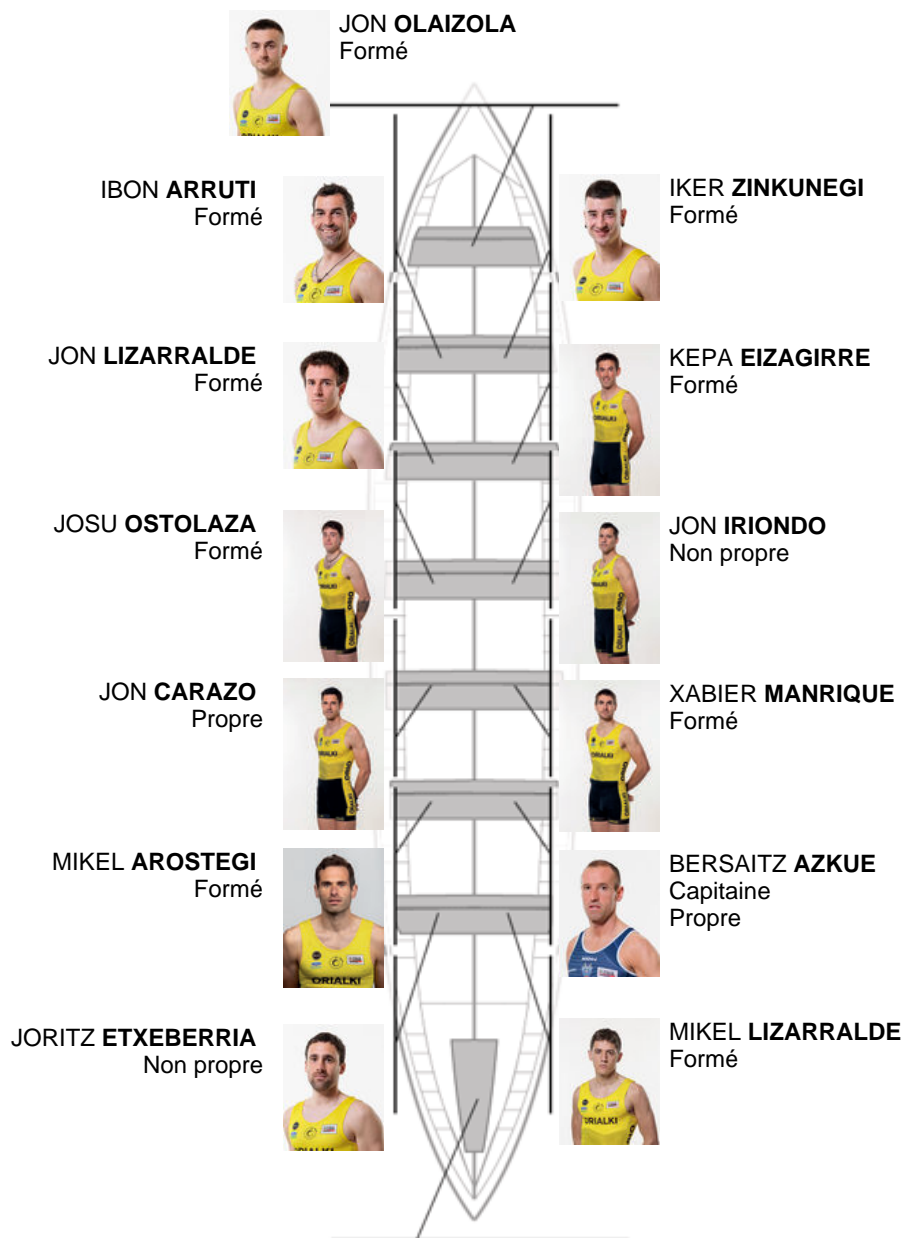 JON OLAIZOLA
Formé
IBON ARRUTI
Formé
IKER ZINKUNEGI
Formé
JON LIZARRALDE
Formé
KEPA EIZAGIRRE
Formé
JOSU OSTOLAZA
Formé
JON IRIONDO
Non propre
JON CARAZO
Propre
XABIER MANRIQUE
Formé
MIKEL AROSTEGI
Formé
ORIALKI
BERSAITZ AZKUE
Capitaine
Propre
JORITZ ETXEBERRIA
Non propre
MIKEL LIZARRALDE
Formé
ORIALKI